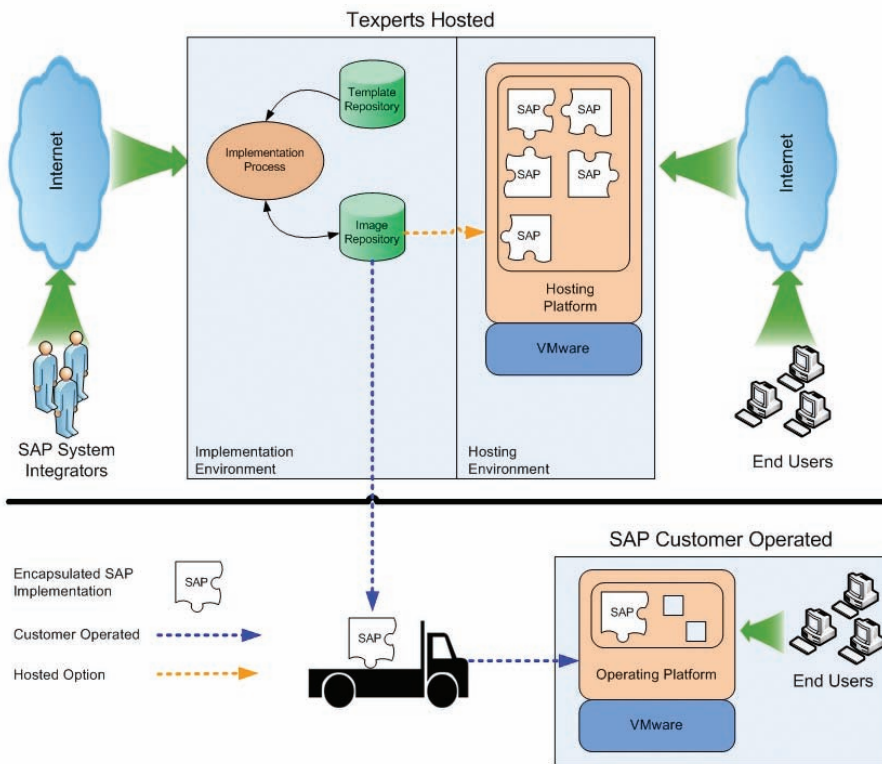 Texperts Hosted
Internet
Template
Repository
Implementation
Process
Image
Repository
SAP
SAP
SAP
SAP
SAP
Hosting
Platform
VMware
Internet
SAP System
Integrators
Implementation
Environment
Hosting
Environment
End Users
SAP Customer Operated
Encapsulated SAP
Implementation
SAP
Customer Operated
Hosted Option
SAP
SAP
Operating Platform
VMware
End Users